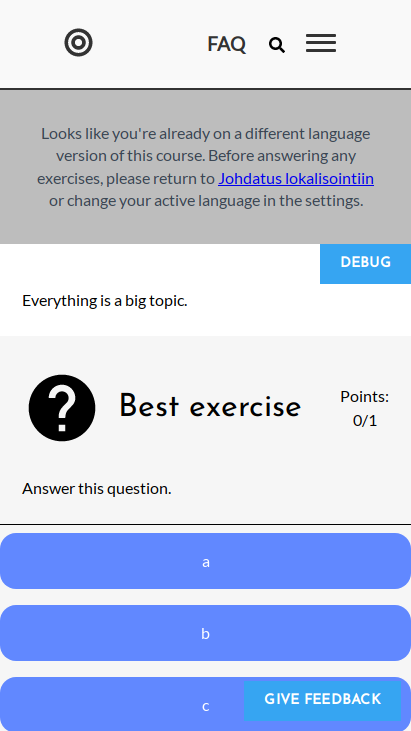 FAQ
Looks like you're already on a different language
version of this course. Before answering any
exercises, please return to Johdatus lokalisointiin
or change your active language in the settings.
DEBUG
Everything is a big topic.
Best exercise
Points:
0/1
Answer this question.
a
b
c
GIVE FEEDBACK